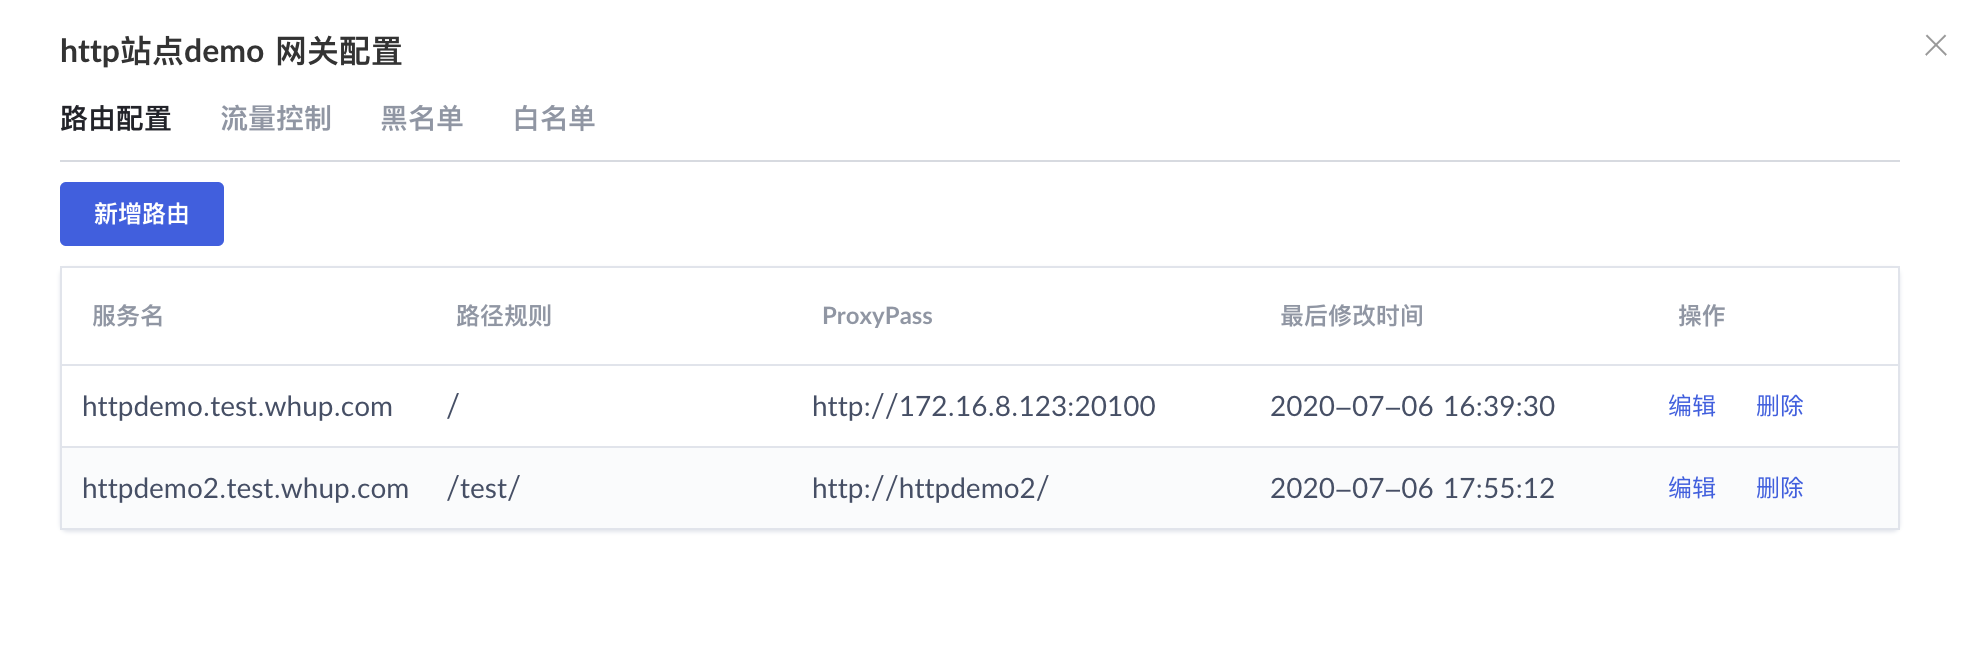 http站点demo 网关配置
路由配置 流量控制 黑名单 白名单
新增路由
服务名 路径规则 ProxyPass 最后修改时间 操作
httpdemo.test.whup.com / http://172.16.8.123:20100 2020-07-06 16:39:30 编辑 删除
httpdemo2.test.whup.com /test/ http://httpdemo2/ 2020-07-06 17:55:12 编辑 删除